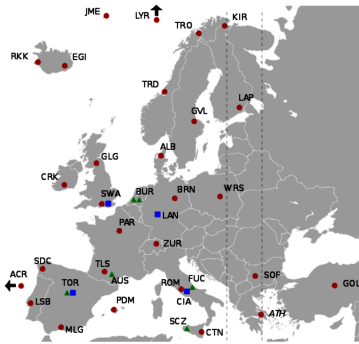 JME
LYR
KIR
TRO
RKK
EGI
TRD
LAP
GVL
ALB
GLG
CRK
SWA
BUR
BRN
WRS
LAN
PAR
ZUR
SDC
TLS
ACR
TOR
AUS
ROM
FUC
SOF
GOL
LSB
PDM
CIA
ATH
MLG
SCZ
CTN